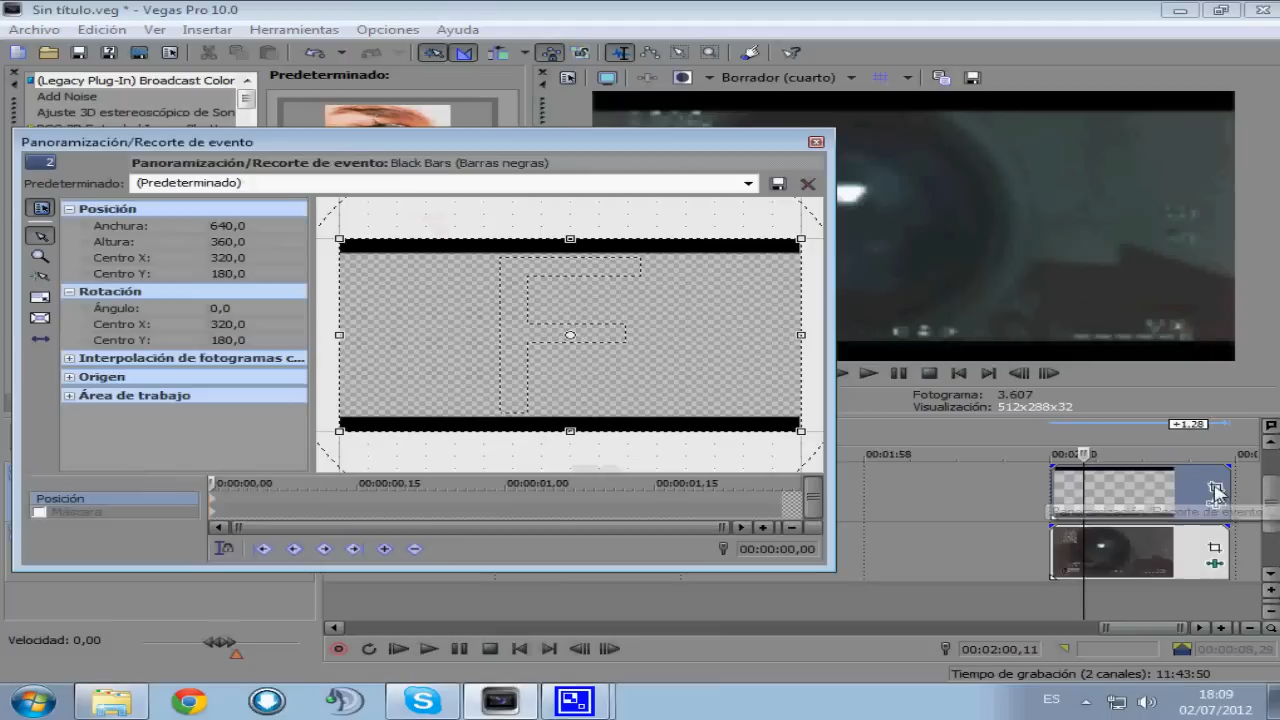 Sin título.veg * - Vegas Pro 10.0
Archivo Edición Ver Insertar Herramientas Opciones Ayuda
(Legacy Plug-In) Broadcast Color
Add Noise
Ajuste 3D estereoscópico de Son
Predeterminado:
Borrador (cuarto)
Panoramización/Recorte de evento
2
Panoramización/Recorte de evento: Black Bars (Barras negras)
Predeterminado: (Predeterminado)
Posición
Anchura: 640,0
Altura: 360,0
Centro X: 320,0
Centro Y: 180,0
Rotación
Ángulo: 0,0
Centro X: 320,0
Centro Y: 180,0
Interpolación de fotogramas c...
Origen
Área de trabajo
Posición
Máscara
0:00:00,00 00:00:00,15 00:00:01,00 00:00:01,15
00:00:00,00
Fotograma: 3.607
Visualización: 512x288x32
+1.28
00:01:58
Velocidad: 0,00
00:02:00,11
00:00:08,28
Tiempo de grabación (2 canales): 11:43:50
ES
18:09
02/07/2012